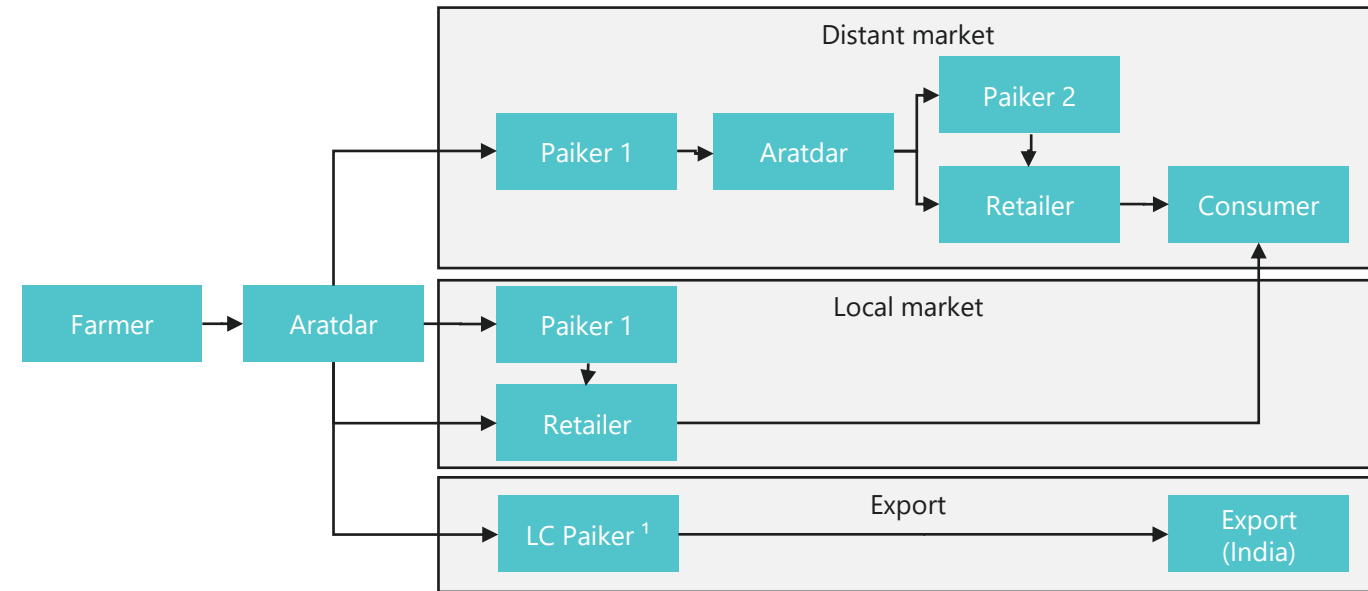 Distant market
Paiker 2
Paiker 1
Aratdar
Retailer
Consumer
Local market
Farmer
Aratdar
Paiker 1
Retailer
Export
LC Paiker ¹
Export
(India)